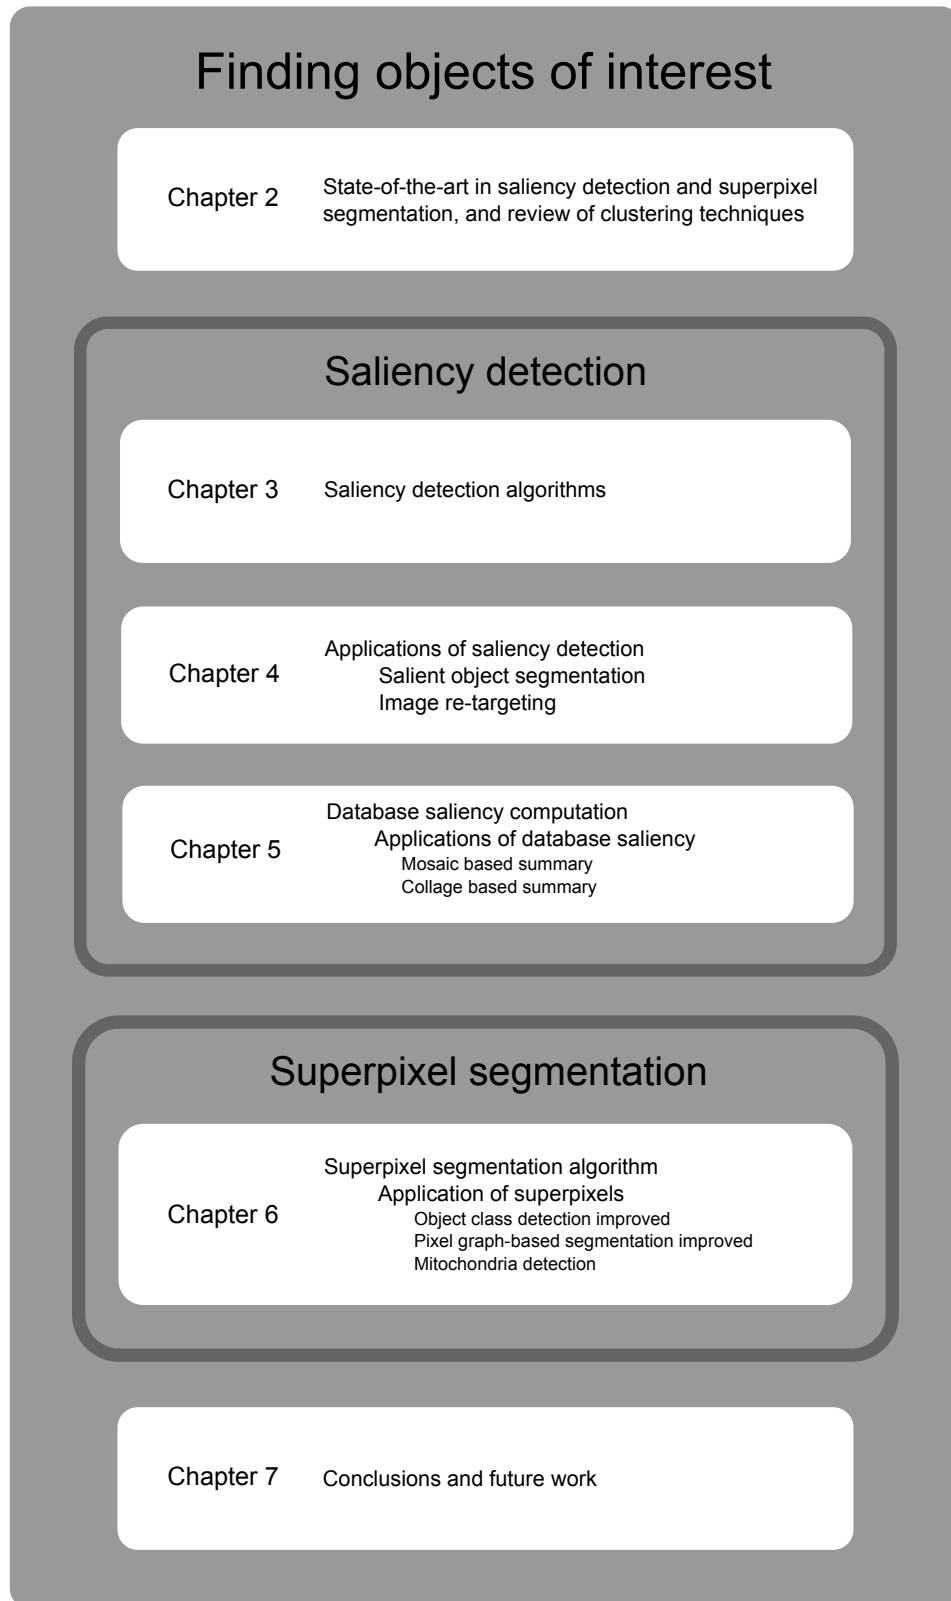 Finding objects of interest
Chapter 2
State-of-the-art in saliency detection and superpixel
segmentation, and review of clustering techniques
Saliency detection
Chapter 3
Saliency detection algorithms
Chapter 4
Applications of saliency detection
Salient object segmentation
Image re-targeting
Chapter 5
Database saliency computation
Applications of database saliency
Mosaic based summary
Collage based summary
Superpixel segmentation
Chapter 6
Superpixel segmentation algorithm
Application of superpixels
Object class detection improved
Pixel graph-based segmentation improved
Mitochondria detection
Chapter 7
Conclusions and future work